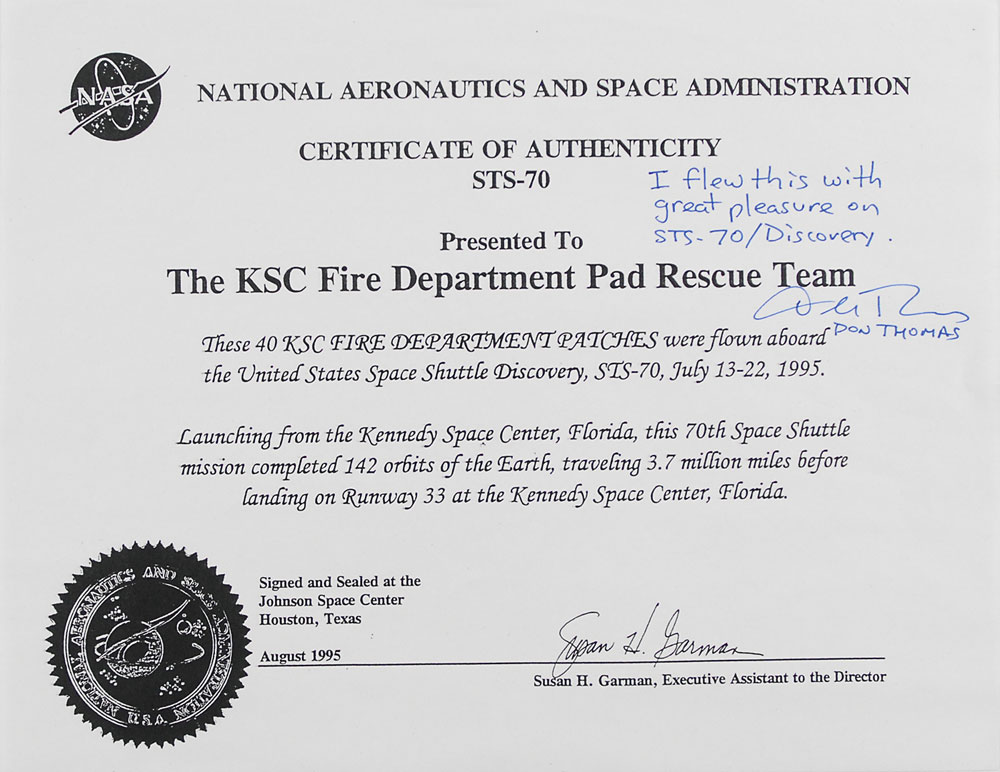 NASA
NATIONAL AERONAUTICS AND SPACE ADMINISTRATION
CERTIFICATE OF AUTHENTICITY
STS-70
I flew this with
great pleasure on
STS-70/Discovery.
Presented To
The KSC Fire Department Pad Rescue Team
DON THOMAS
These 40 KSC FIRE DEPARTMENT PATCHES were flown aboard
the United States Space Shuttle Discovery, STS-70, July 13-22, 1995.
Launching from the Kennedy Space Center, Florida, this 70th Space Shuttle
mission completed 142 orbits of the Earth, traveling 3.7 million miles before
landing on Runway 33 at the Kennedy Space Center, Florida.
NATIONAL AERONAUTICS AND SPACE ADMINISTRATION
U.S.A.
Signed and Sealed at the
Johnson Space Center
Houston, Texas
August 1995
Susan H. Garman
Susan H. Garman, Executive Assistant to the Director